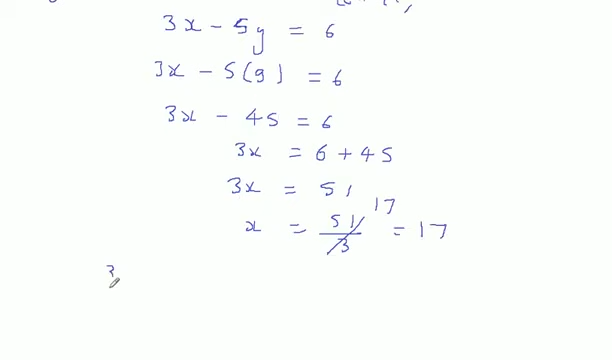 3x - 5y = 6
3x - 5(9) = 6
3x - 45 = 6
3x = 6 + 45
3x = 51
17
x = 51/3 = 17
3